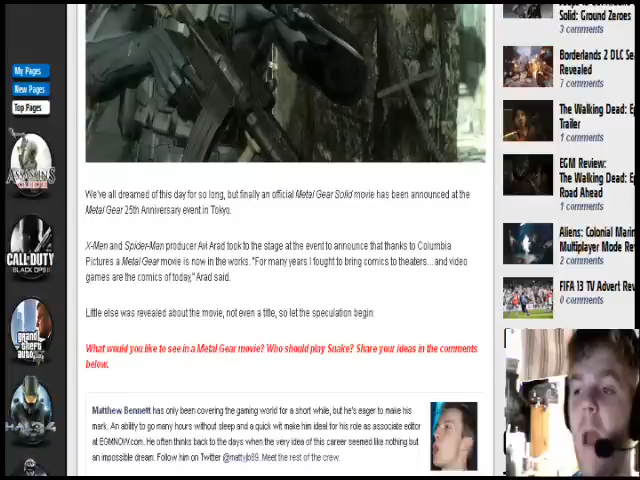 My Pages
New Pages
Top Pages
ASSASSINS
CALL·DUTY
BLACK OPS II
grand
theft
auto
HALO 4
We've all dreamed of this day for so long, but finally an official Metal Gear Solid movie has been announced at the
Metal Gear 25th Anniversary event in Tokyo.
X-Men and Spider-Man producer Avi Arad took to the stage at the event to announce that thanks to Columbia
Pictures a Metal Gear movie is now in the works. "For many years I fought to bring comics to theaters...and video
games are the comics of today," Arad said.
Little else was revealed about the movie, not even a title, so let the speculation begin:
What would you like to see in a Metal Gear movie? Who should play Snake? Share your ideas in the comments
below.
Matthew Bennett has only been covering the gaming world for a short while, but he's eager to make his
mark. An ability to go many hours without sleep and a quick wit make him ideal for his role as associate editor
at EGMNOW.com. He often thinks back to the days when the very idea of this career seemed like nothing but
an impossible dream. Follow him on Twitter @mattyjb89. Meet the rest of the crew.
Solid: Ground Zeroes
3 comments
Borderlands 2 DLC Se
Revealed
7 comments
The Walking Dead: Ep
Trailer
1 comments
EGM Review:
The Walking Dead: Ep
Road Ahead
1 comments
Aliens: Colonial Marin
Multiplayer Mode Re
2 comments
FIFA 13 TV Advert Rev
0 comments